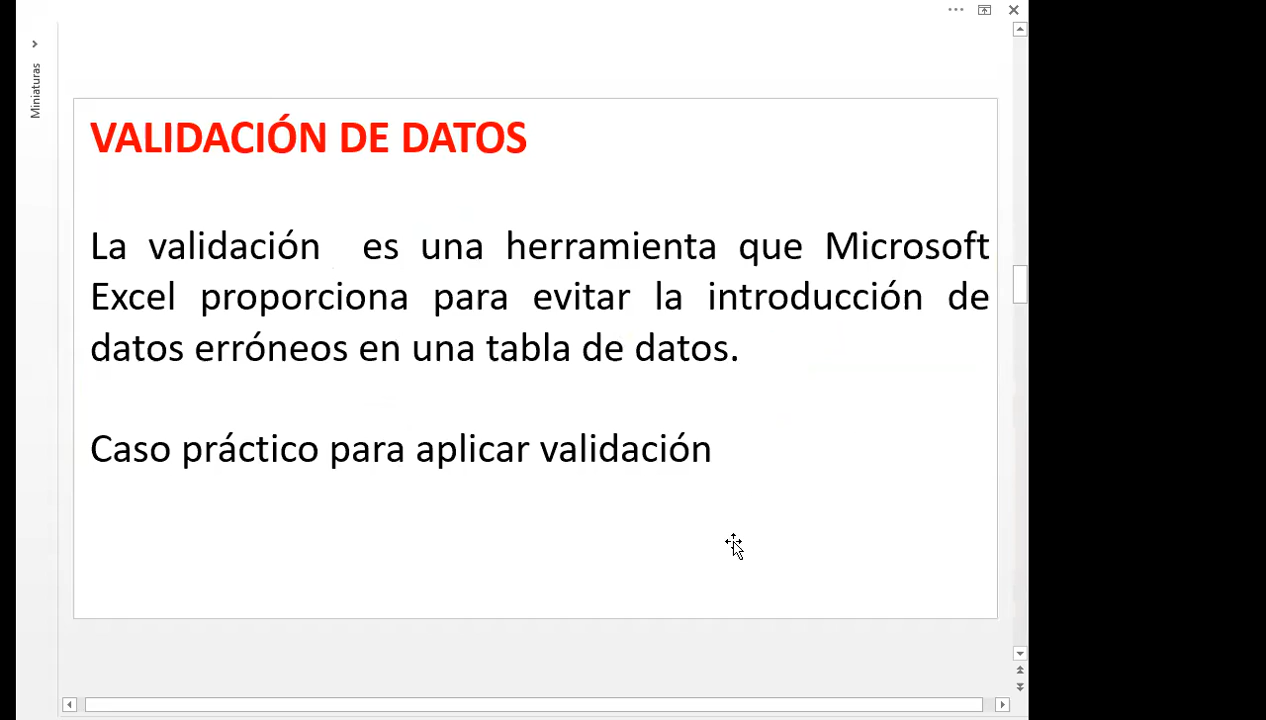 Miniaturas
VALIDACIÓN DE DATOS
La validación es una herramienta que Microsoft
Excel proporciona para evitar la introducción de
datos erróneos en una tabla de datos.
Caso práctico para aplicar validación